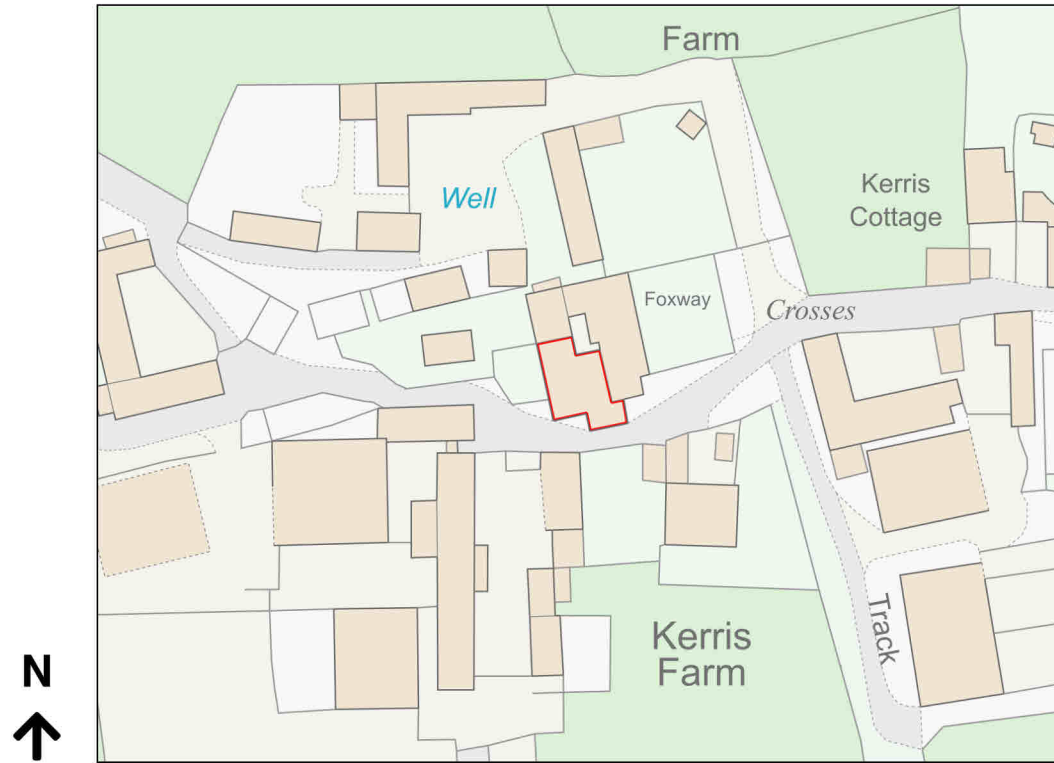 Farm
Well
Kerris
Cottage
Foxway
Crosses
Kerris
Farm
Track
N